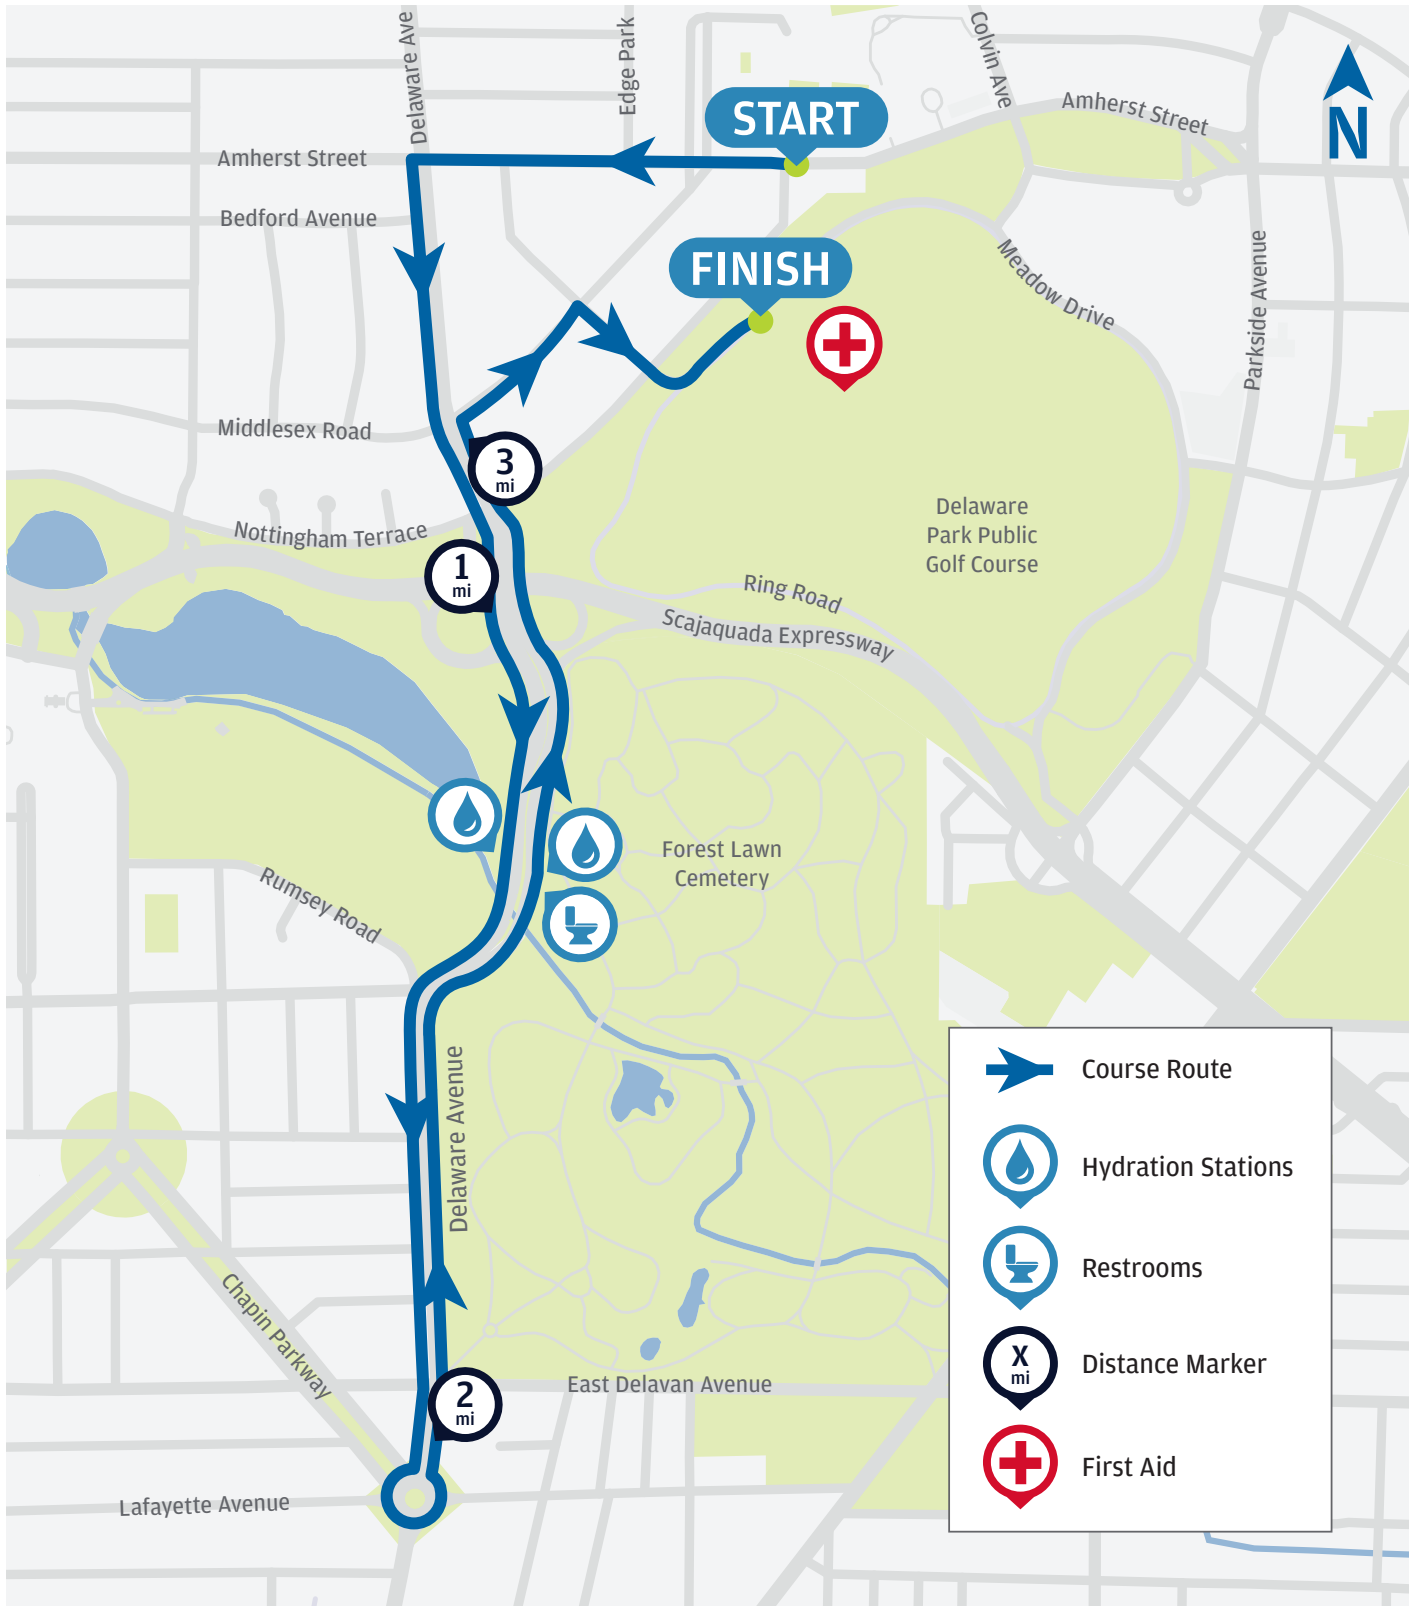 Delaware Ave
Edge Park
Colvin Ave
START
Amherst Street
N
Amherst Street
Bedford Avenue
FINISH
Meadow Drive
Parkside Avenue
Middlesex Road
3
mi
Nottingham Terrace
1
mi
Delaware
Park Public
Golf Course
Ring Road
Scajaquada Expressway
Forest Lawn
Cemetery
Rumsey Road
Delaware Avenue
Chapin Parkway
2
mi
East Delavan Avenue
Lafayette Avenue
Course Route
Hydration Stations
Restrooms
X
mi
Distance Marker
First Aid